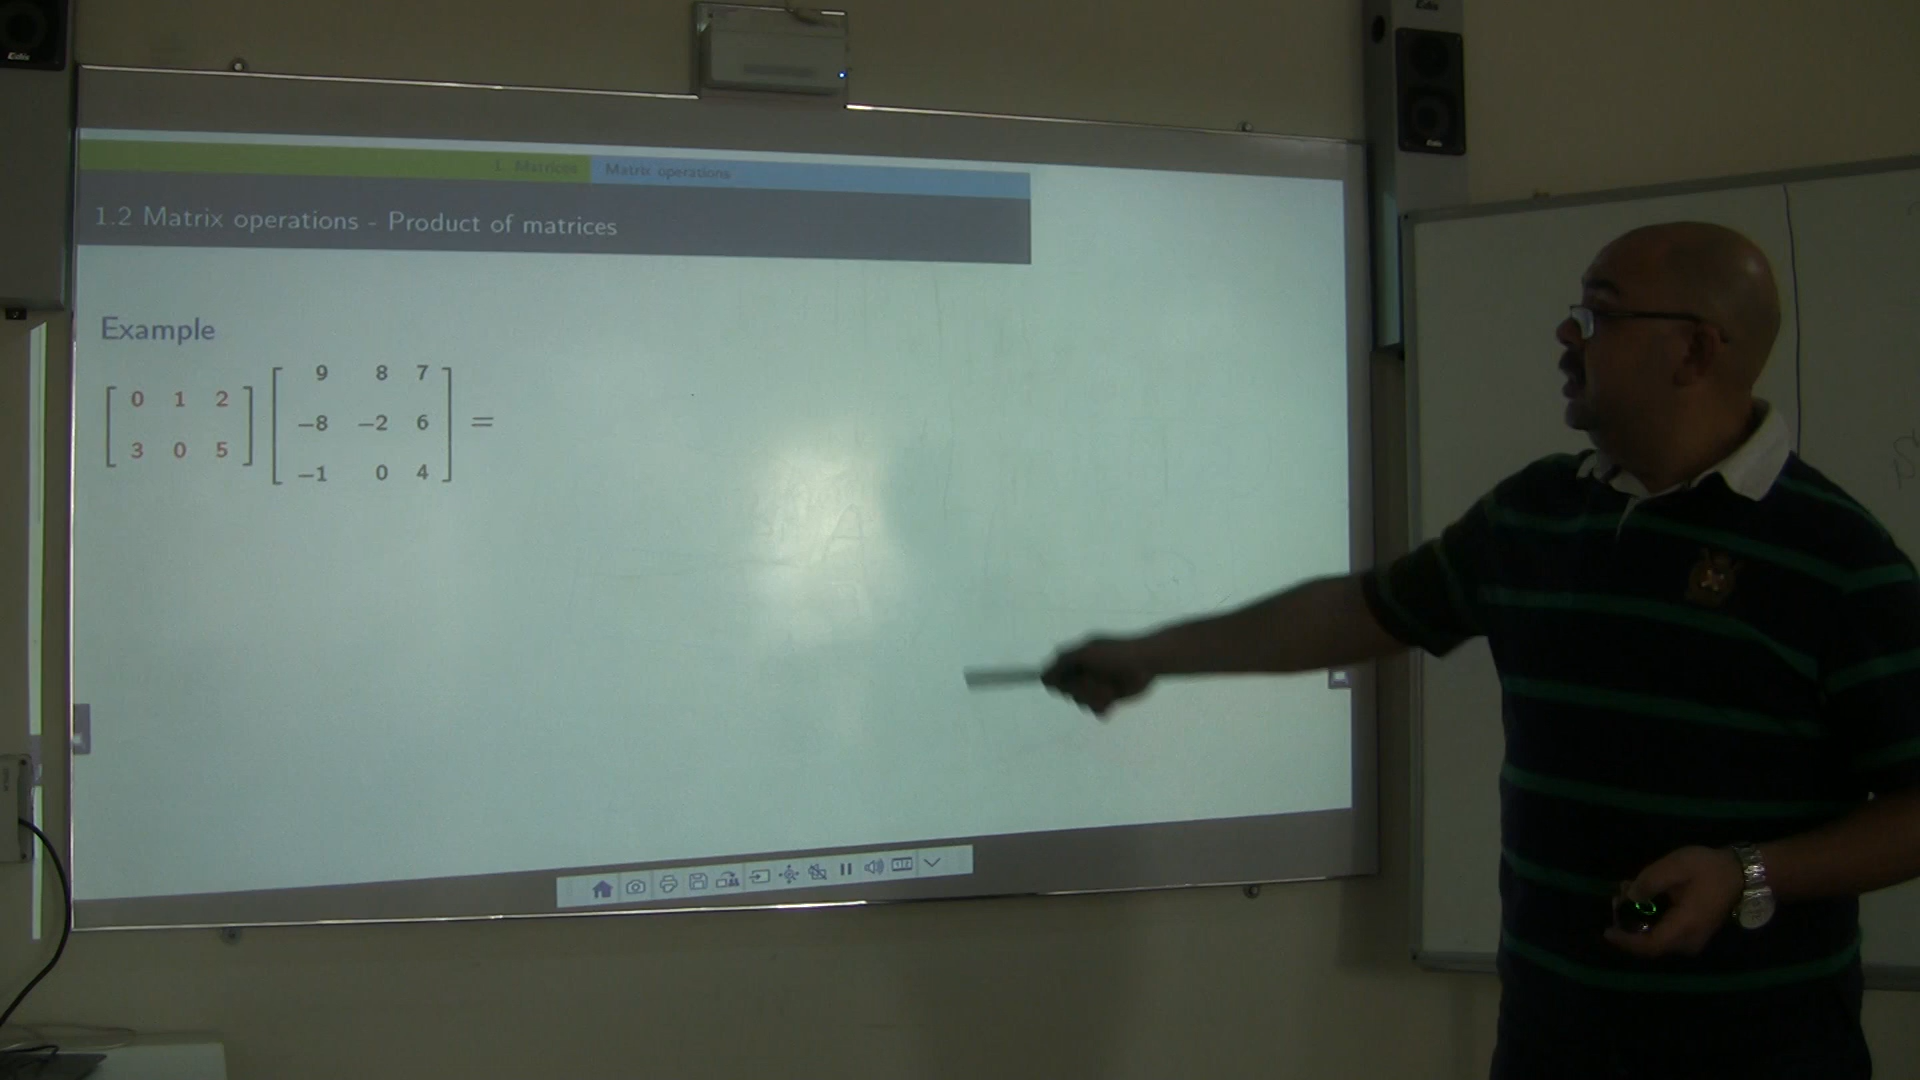 1. Matrices Matrix operations
1.2 Matrix operations - Product of matrices
Example
[ 0 1 2 ] [ 9 8 7 ]
[ 3 0 5 ] [ −8 −2 6 ] =
[ −1 0 4 ]